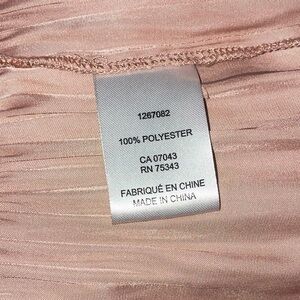 1267082
100% POLYESTER
CA 07043
RN 75343
FABRIQUÉ EN CHINE
MADE IN CHINA